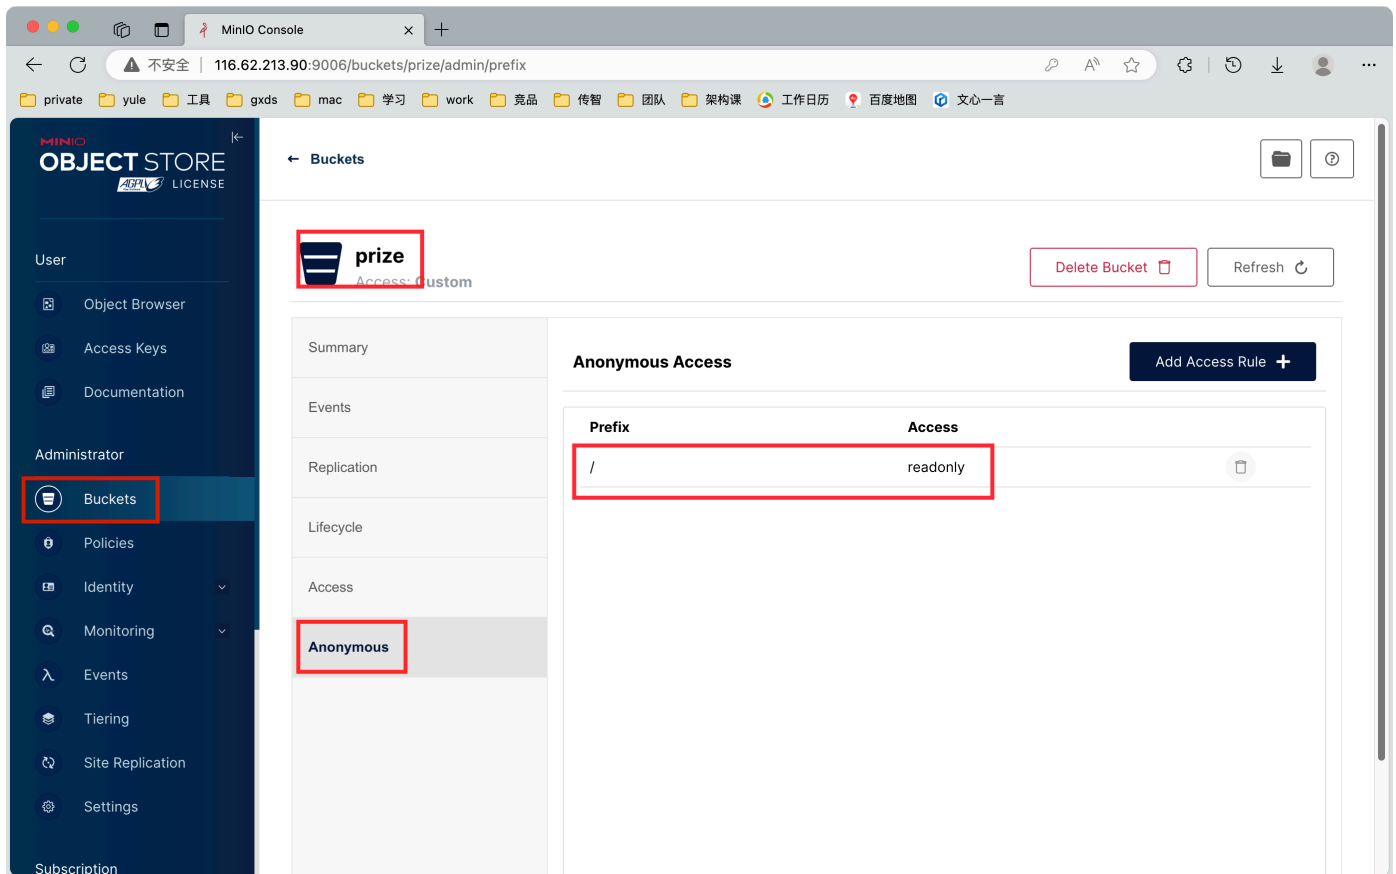 MinIO Console
不安全 116.62.213.90:9006/buckets/prize/admin/prefix
private yule 工具 gxds mac 学习 work 竞品 传智 团队 架构课 工作日历 百度地图 文心一言
MINIO
OBJECT STORE
AGPLv3 LICENSE
User
Object Browser
Access Keys
Documentation
Administrator
Buckets
Policies
Identity
Monitoring
Events
Tiering
Site Replication
Settings
Subscription
Buckets
prize
Access: Custom
Delete Bucket
Refresh
Summary
Events
Replication
Lifecycle
Access
Anonymous
Anonymous Access
Add Access Rule
Prefix Access
/ readonly